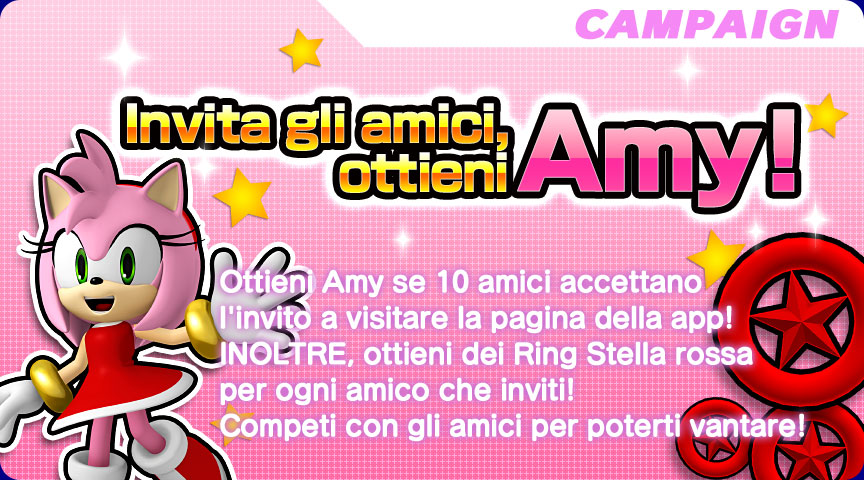 CAMPAIGN
Invita gli amici,
ottieni Amy!
Ottieni Amy se 10 amici accettano
l'invito a visitare la pagina della app!
INOLTRE, ottieni dei Ring Stella rossa
per ogni amico che inviti!
Competi con gli amici per poterti vantare!